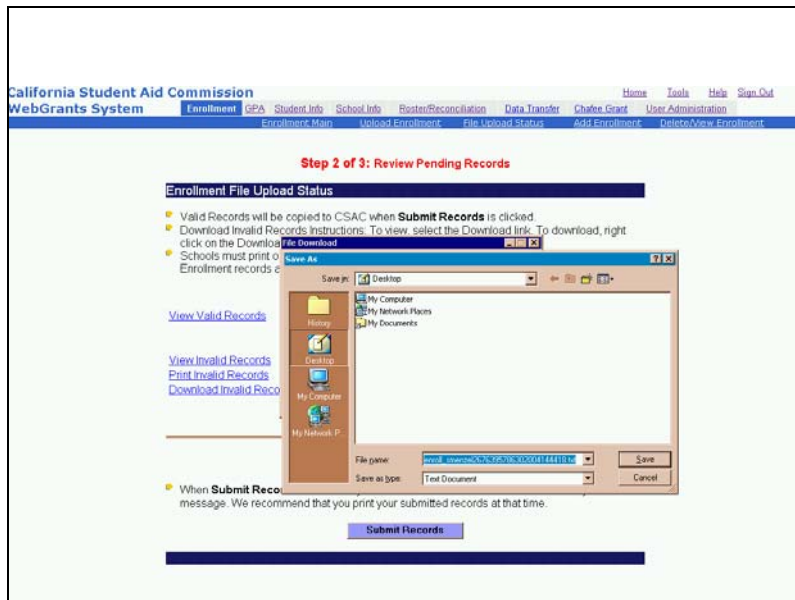 California Student Aid Commission
Home Tools Help Sign Out
WebGrants System
Enrollment GPA Student Info School Info Roster/Reconciliation Data Transfer Chafee Grant User Administration
Enrollment Main Upload Enrollment File Upload Status Add Enrollment Delete/View Enrollment
Step 2 of 3: Review Pending Records
Enrollment File Upload Status
Valid Records will be copied to CSAC when Submit Records is clicked.
Download Invalid Records Instructions: To view, select the Download link. To download, right
click on the Downloa
Schools must print o
Enrollment records a
File Download
Save As
Save in: Desktop
History
Desktop
My Computer
My Network P...
My Computer
My Network Places
My Documents
File name:
Save
Save as type: Text Document
Cancel
View Valid Records
View Invalid Records
Print Invalid Records
Download Invalid Reco
When Submit Reco
message. We recommend that you print your submitted records at that time.
Submit Records